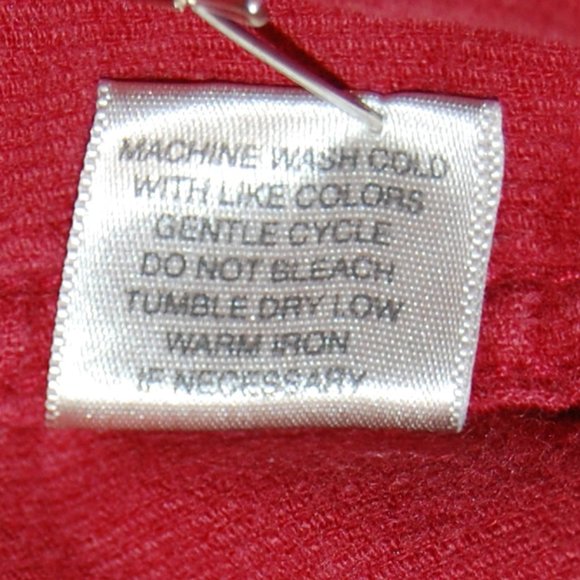 MACHINE WASH COLD
WITH LIKE COLORS
GENTLE CYCLE
DO NOT BLEACH
TUMBLE DRY LOW
WARM IRON
IF NECESSARY